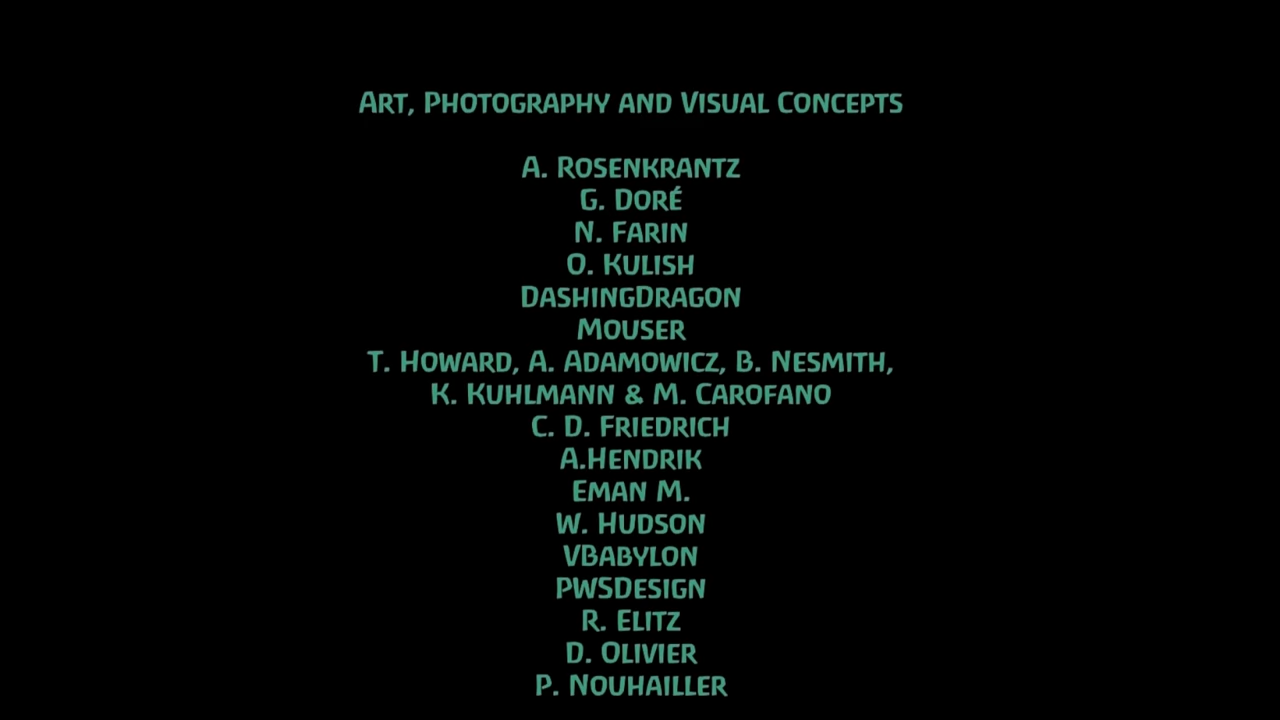 Art, Photography and Visual Concepts
A. Rosenkrantz
G. Doré
N. Farin
O. Kulish
DashingDragon
Mouser
T. Howard, A. Adamowicz, B. Nesmith,
K. Kuhlmann & M. Carofano
C. D. Friedrich
A.Hendrik
Eman M.
W. Hudson
VBabylon
PWSDesign
R. Elitz
D. Olivier
P. Nouhailler